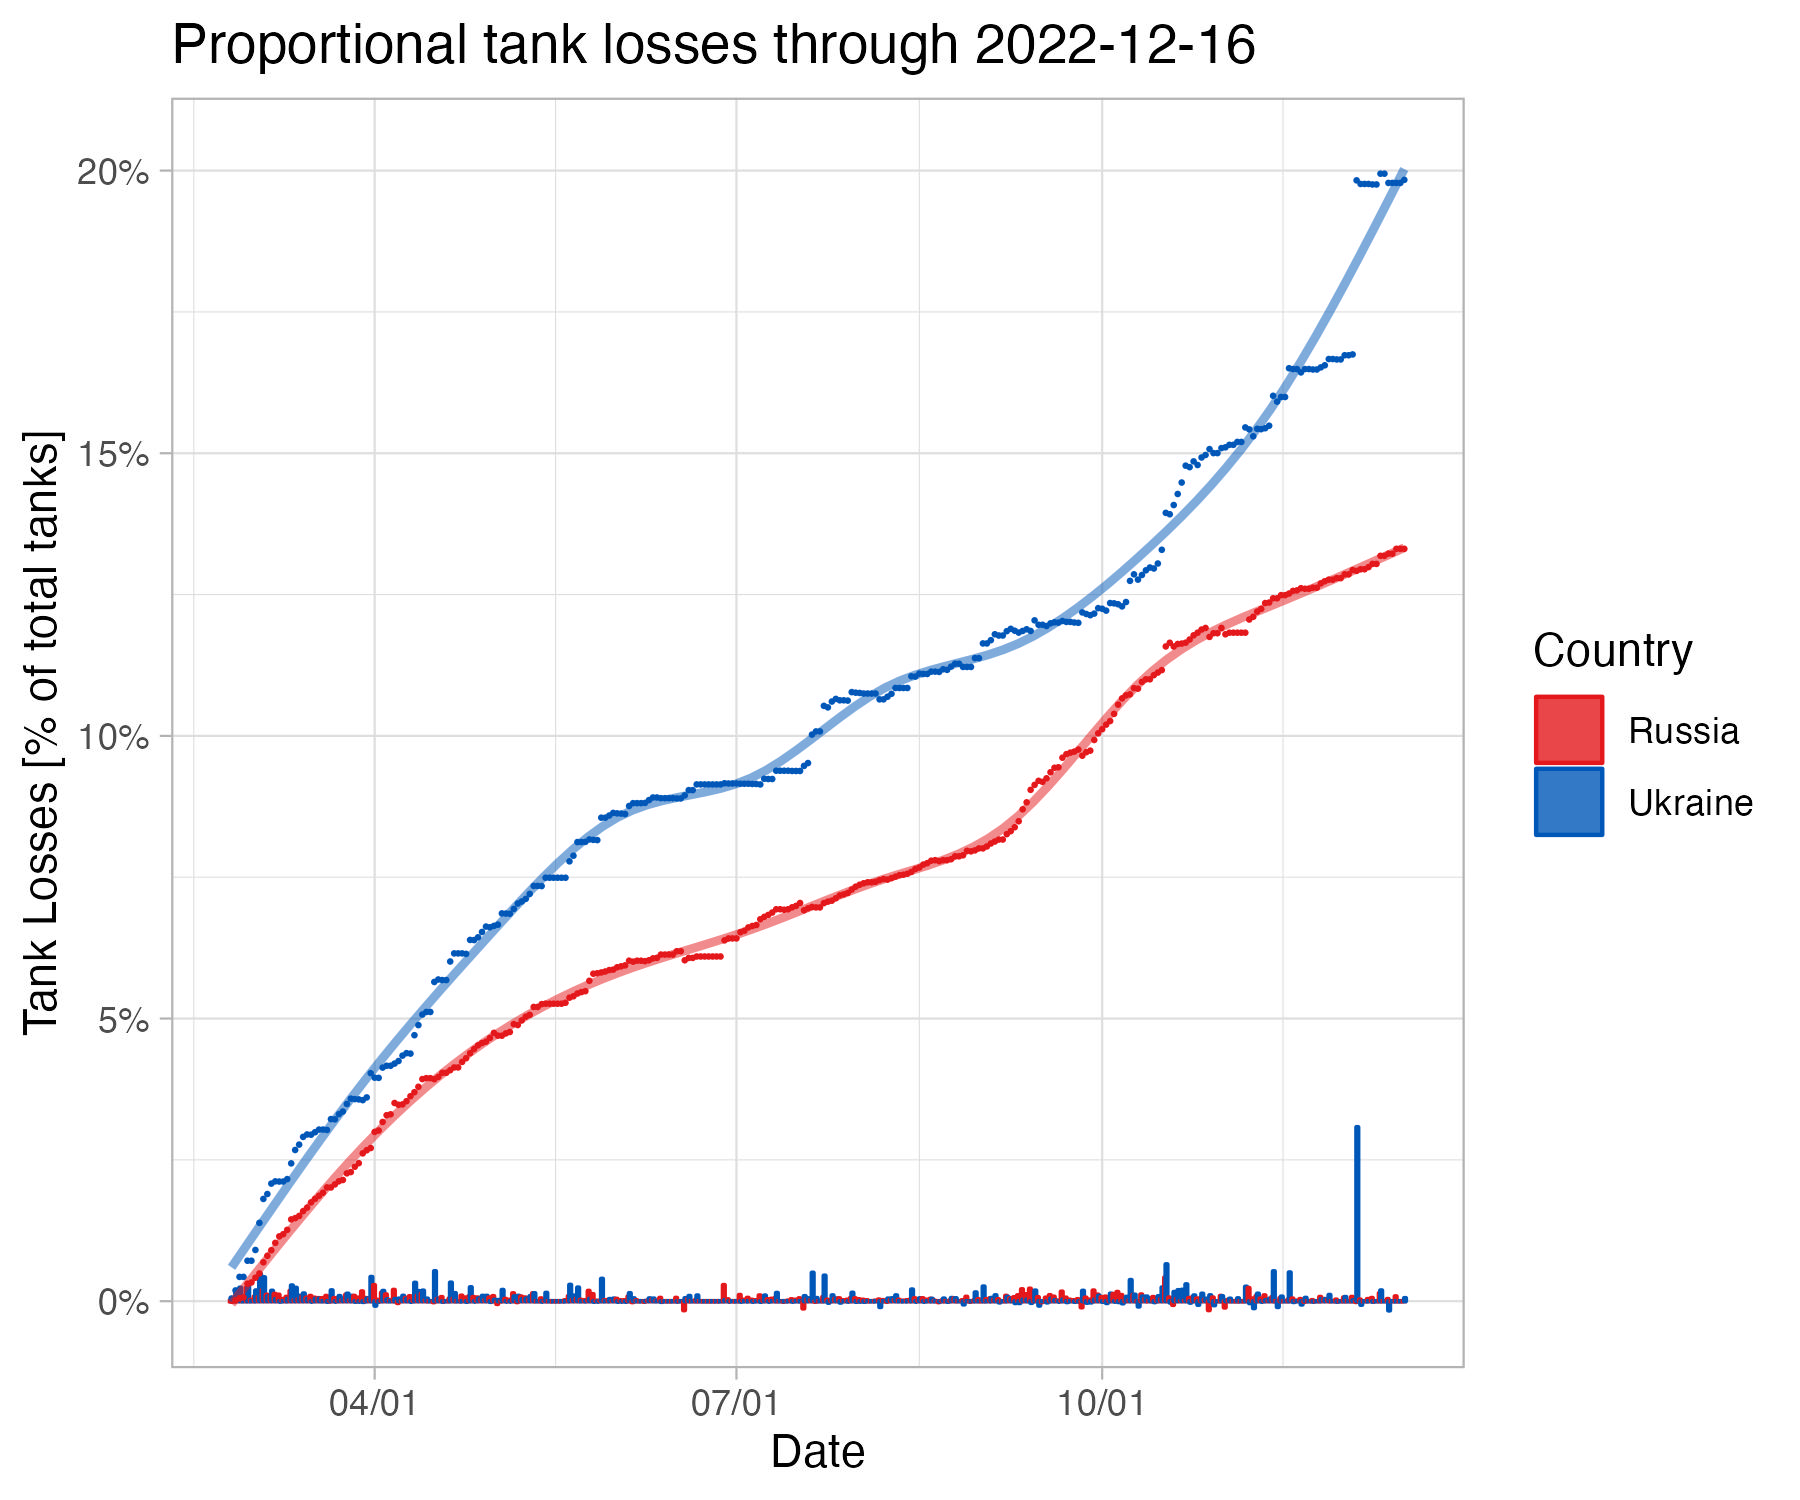 Proportional tank losses through 2022-12-16
Tank Losses [% of total tanks]
20%
15%
10%
5%
0%
04/01
07/01
10/01
Date
Country
Russia
Ukraine